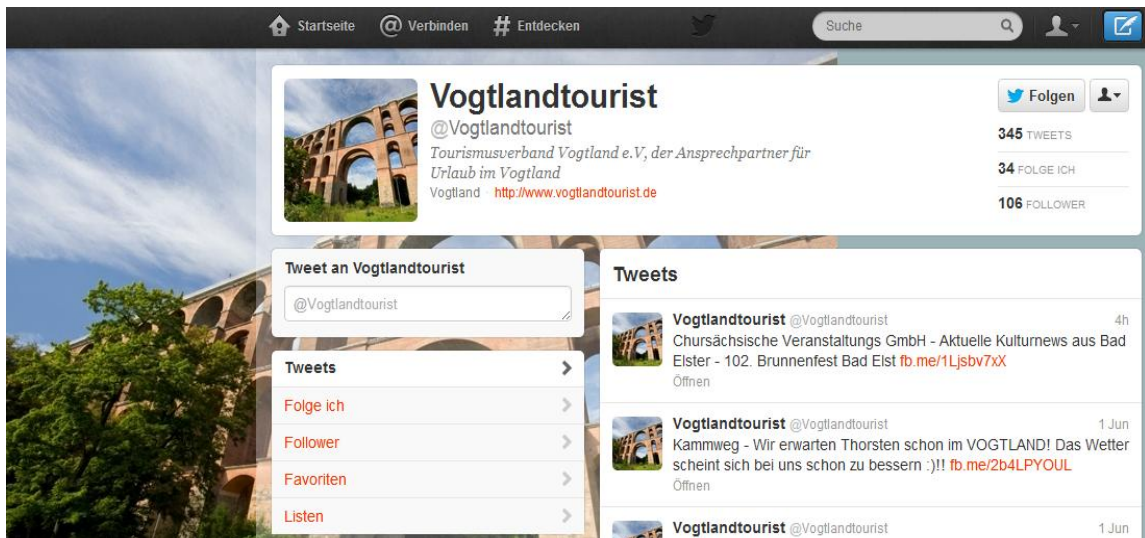 Startseite @ Verbinden # Entdecken Suche
Vogtlandtourist
@Vogtlandtourist
Tourismusverband Vogtland e.V, der Ansprechpartner für
Urlaub im Vogtland
Vogtland · http://www.vogtlandtourist.de
Folgen
345 TWEETS
34 FOLGE ICH
106 FOLLOWER
Tweet an Vogtlandtourist
@Vogtlandtourist
Tweets
Folge ich
Follower
Favoriten
Listen
Tweets
Vogtlandtourist @Vogtlandtourist 4h
Chursächsische Veranstaltungs GmbH - Aktuelle Kulturnews aus Bad
Elster - 102. Brunnenfest Bad Elst fb.me/1Ljsbv7xX
Öffnen
Vogtlandtourist @Vogtlandtourist 1 Jun
Kammweg - Wir erwarten Thorsten schon im VOGTLAND! Das Wetter
scheint sich bei uns schon zu bessern :)!! fb.me/2b4LPYOUL
Öffnen
Vogtlandtourist @Vogtlandtourist 1 Jun